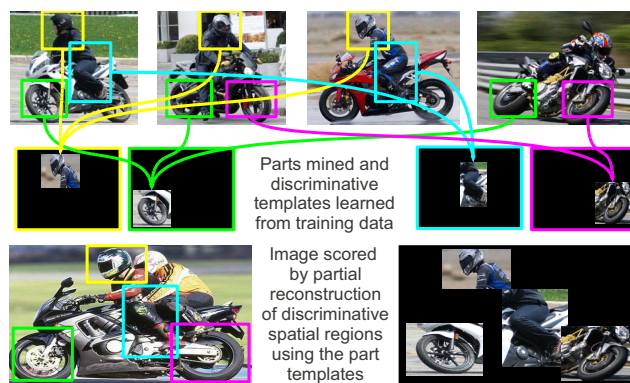 Parts mined and
discriminative
templates learned
from training data
Image scored
by partial
reconstruction
of discriminative
spatial regions
using the part
templates